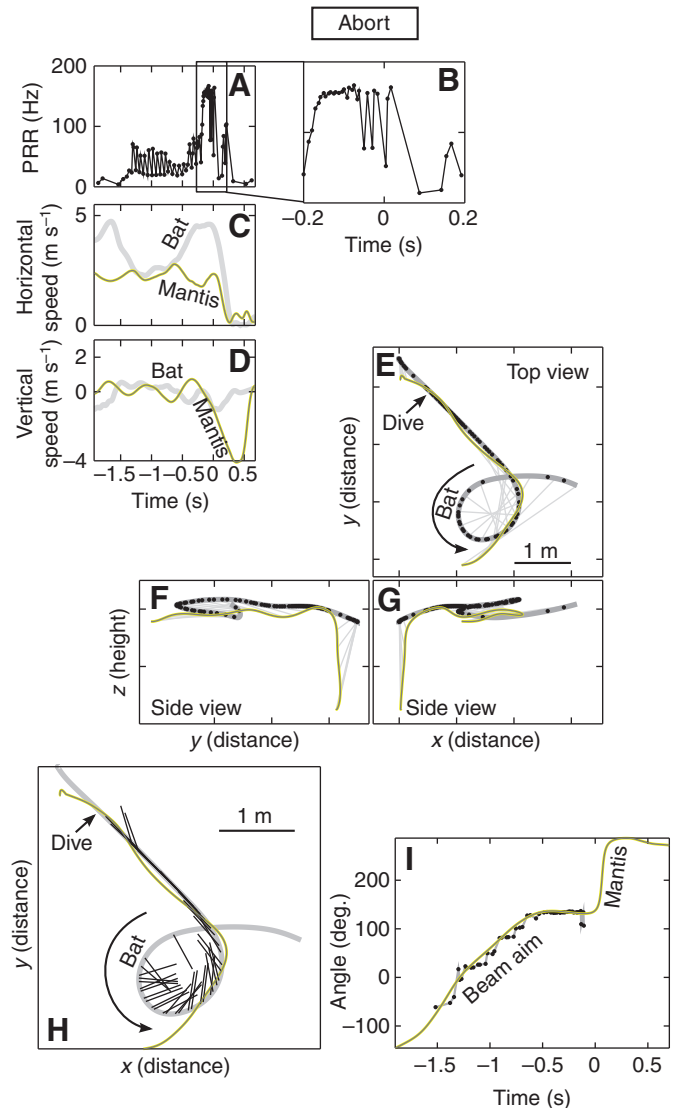 Abort
A
PRR (Hz)
200
100
0
B
−0.2
0
0.2
Time (s)
C
Horizontal
speed (m s⁻¹)
5
0
Bat
Mantis
D
Vertical
speed (m s⁻¹)
2
0
−4
Bat
Mantis
−1.5 −1 −0.5 0 0.5
Time (s)
E
Top view
Dive
Bat
y (distance)
1 m
F
z (height)
Side view
y (distance)
G
Side view
x (distance)
H
Dive
Bat
1 m
y (distance)
x (distance)
I
Angle (deg.)
200
100
0
−100
Beam aim
Mantis
−1.5 −1 −0.5 0 0.5
Time (s)